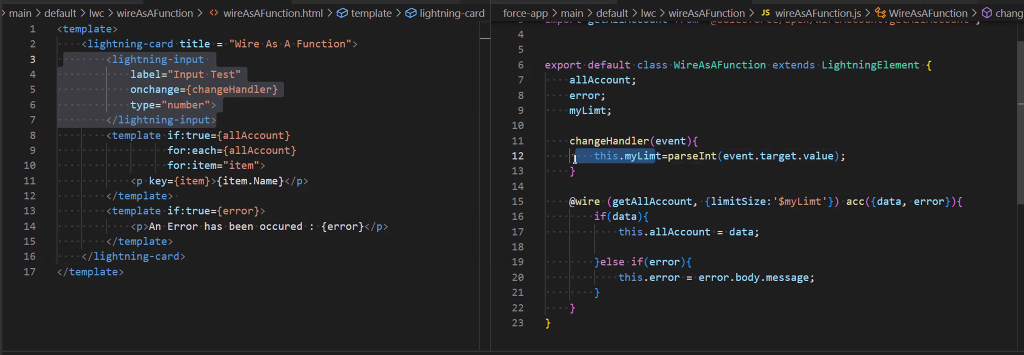 main > default > lwc > wireAsAFunction > <> wireAsAFunction.html > template > lightning-card
1 <template>
2 <lightning-card title = "Wire As A Function">
3 <lightning-input
4 label="Input Test"
5 onchange={changeHandler}
6 type="number">
7 </lightning-input>
8 <template if:true={allAccount}
9 for:each={allAccount}
10 for:item="item">
11 <p key={item}>{item.Name}</p>
12 </template>
13 <template if:true={error}>
14 <p>An Error has been occured : {error}</p>
15 </template>
16 </lightning-card>
17 </template>
force-app > main > default > lwc > wireAsAFunction > JS wireAsAFunction.js > WireAsAFunction > chang
4
5
6 export default class WireAsAFunction extends LightningElement {
7 allAccount;
8 error;
9 myLimt;
10
11 changeHandler(event){
12 this.myLimt=parseInt(event.target.value);
13 }
14
15 @wire (getAllAccount, {limitSize:'$myLimt'}) acc({data, error}){
16 if(data){
17 this.allAccount = data;
18
19 }else if(error){
20 this.error = error.body.message;
21 }
22 }
23 }